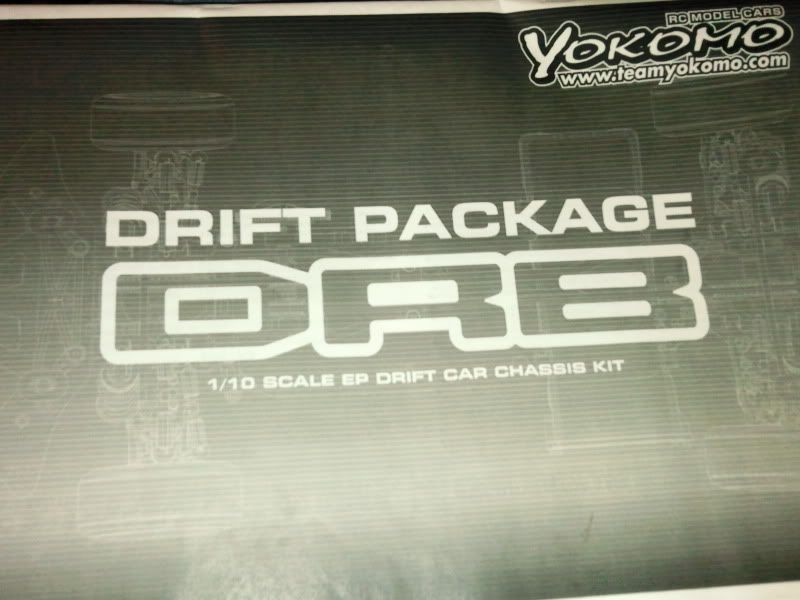 RC MODEL CARS
YOKOMO
www.teamyokomo.com
DRIFT PACKAGE
DRB
1/10 SCALE EP DRIFT CAR CHASSIS KIT